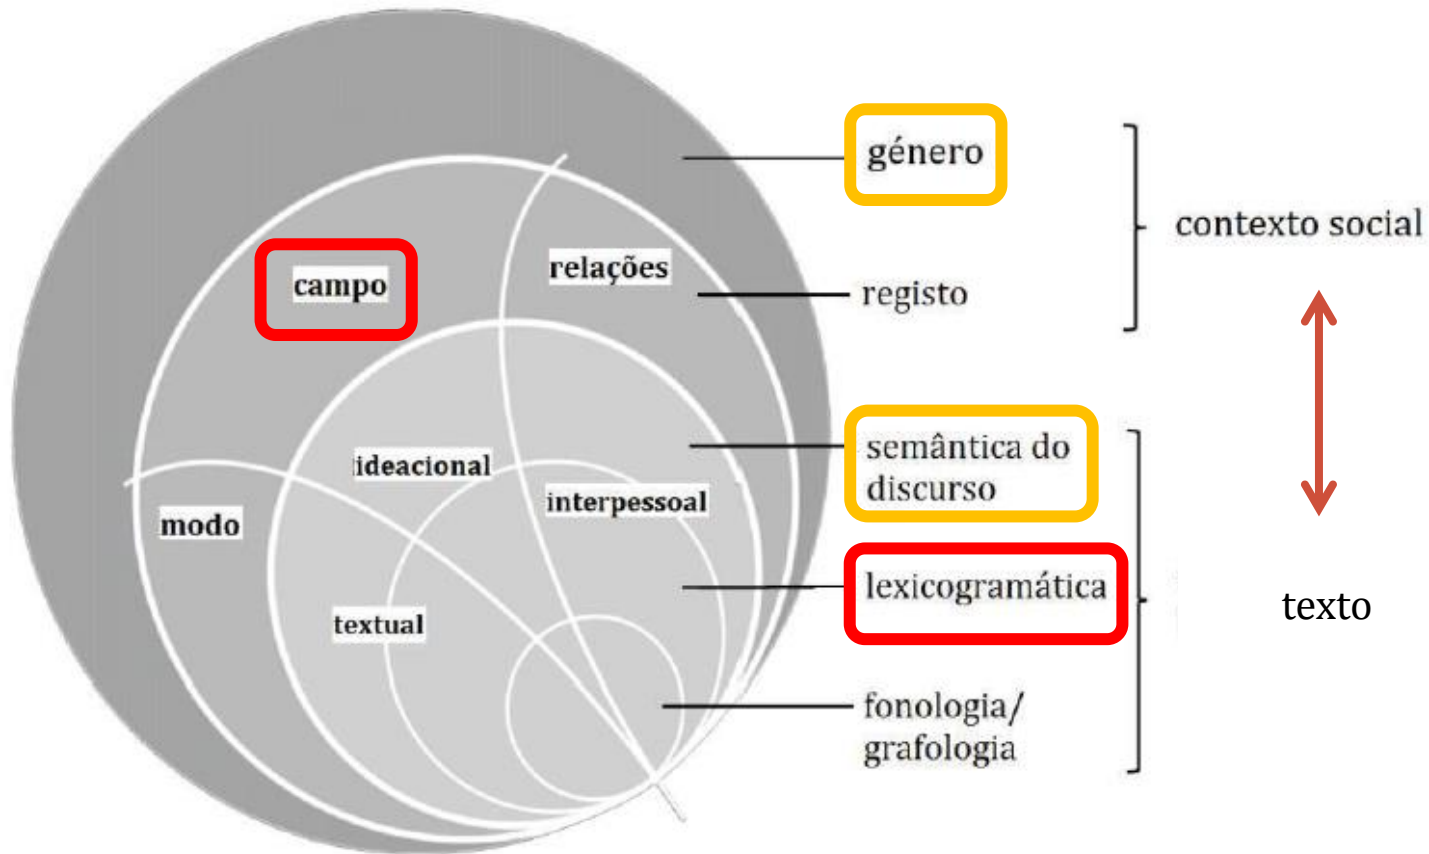 género
contexto social
relações
campo
registo
semântica do
discurso
ideacional
interpessoal
modo
lexicogramática
texto
textual
fonologia/
grafologia